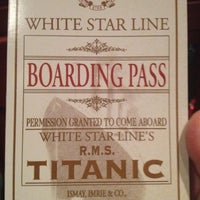 WHITE STAR LINE
BOARDING PASS
PERMISSION GRANTED TO COME ABOARD
WHITE STAR LINE'S
R.M.S.
TITANIC
ISMAY, IMRIE & CO.,